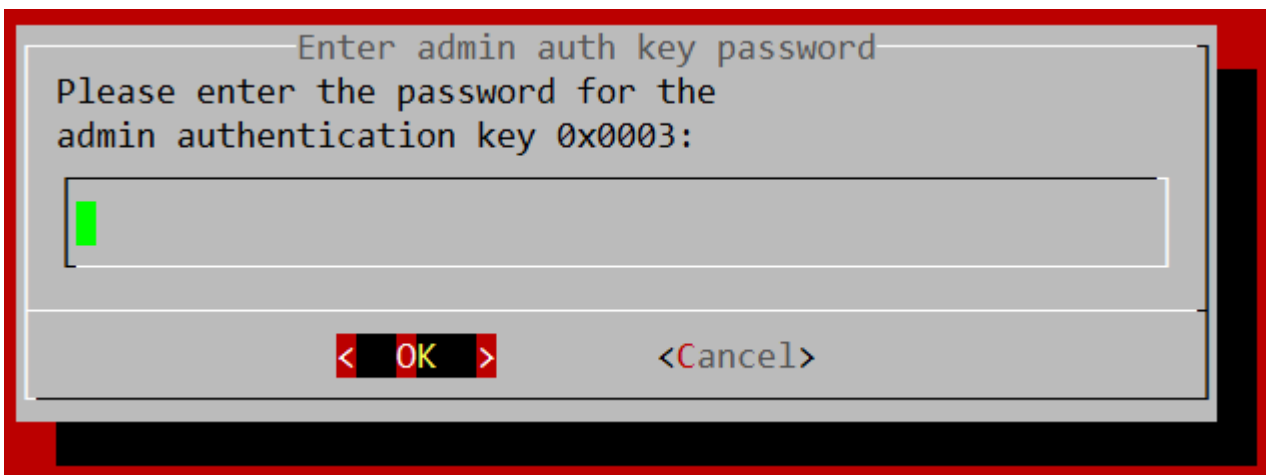 Enter admin auth key password
Please enter the password for the
admin authentication key 0x0003:
< OK > <Cancel>